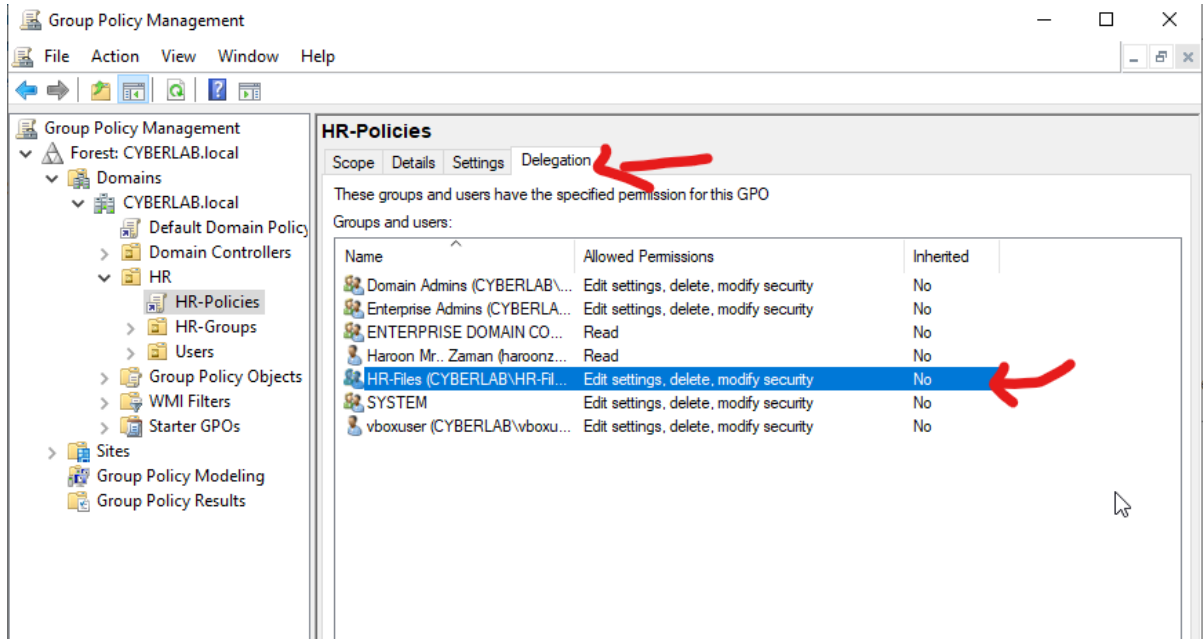 Group Policy Management
File Action View Window Help
Group Policy Management
Forest: CYBERLAB.local
Domains
CYBERLAB.local
Default Domain Policy
Domain Controllers
HR
HR-Policies
HR-Groups
Users
Group Policy Objects
WMI Filters
Starter GPOs
Sites
Group Policy Modeling
Group Policy Results
HR-Policies
Scope Details Settings Delegation
These groups and users have the specified permission for this GPO
Groups and users:
Name Allowed Permissions Inherited
Domain Admins (CYBERLAB\... Edit settings, delete, modify security No
Enterprise Admins (CYBERLA... Edit settings, delete, modify security No
ENTERPRISE DOMAIN CO... Read No
Haroon Mr.. Zaman (haroonz... Read No
HR-Files (CYBERLAB\HR-Fil... Edit settings, delete, modify security No
SYSTEM Edit settings, delete, modify security No
vboxuser (CYBERLAB\vboxu... Edit settings, delete, modify security No